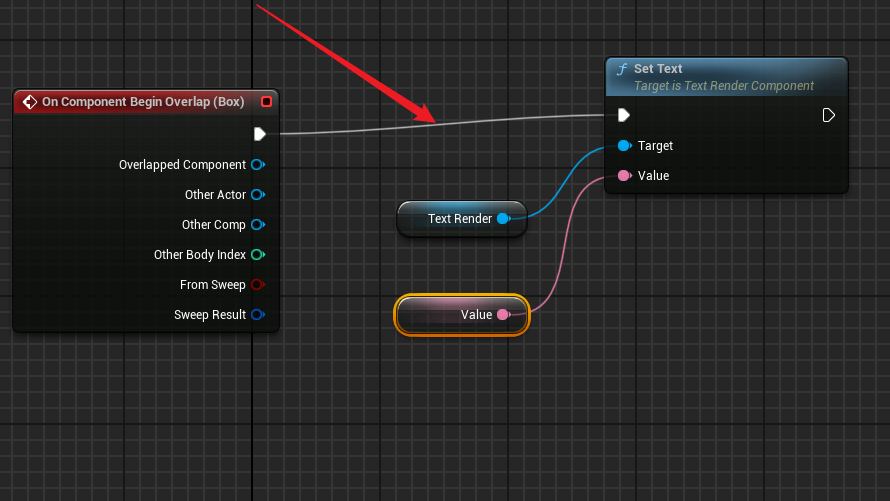 On Component Begin Overlap (Box)
Overlapped Component
Other Actor
Other Comp
Other Body Index
From Sweep
Sweep Result
Text Render
Value
f Set Text
Target is Text Render Component
Target
Value